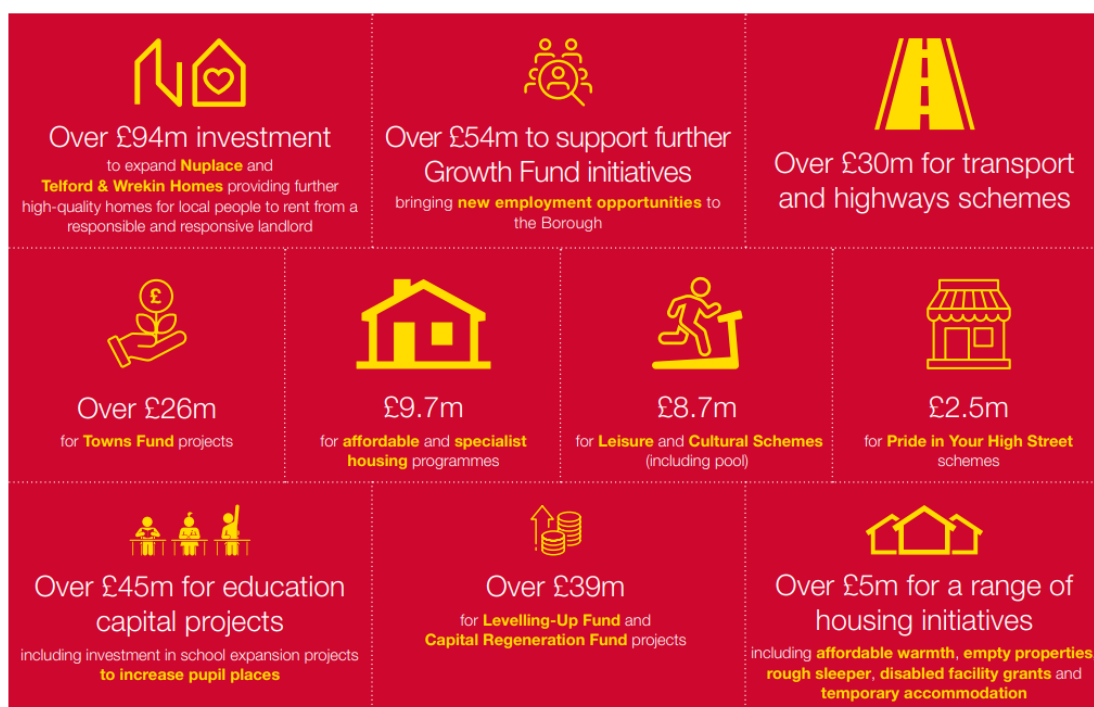 Over £94m investment
to expand Nuplace and
Telford & Wrekin Homes providing further
high-quality homes for local people to rent from a
responsible and responsive landlord
Over £54m to support further
Growth Fund initiatives
bringing new employment opportunities to
the Borough
Over £30m for transport
and highways schemes
£
Over £26m
for Towns Fund projects
£9.7m
for affordable and specialist
housing programmes
£8.7m
for Leisure and Cultural Schemes
(including pool)
£2.5m
for Pride in Your High Street
schemes
Over £45m for education
capital projects
including investment in school expansion projects
to increase pupil places
Over £39m
for Levelling-Up Fund and
Capital Regeneration Fund projects
Over £5m for a range of
housing initiatives
including affordable warmth, empty properties,
rough sleeper, disabled facility grants and
temporary accommodation